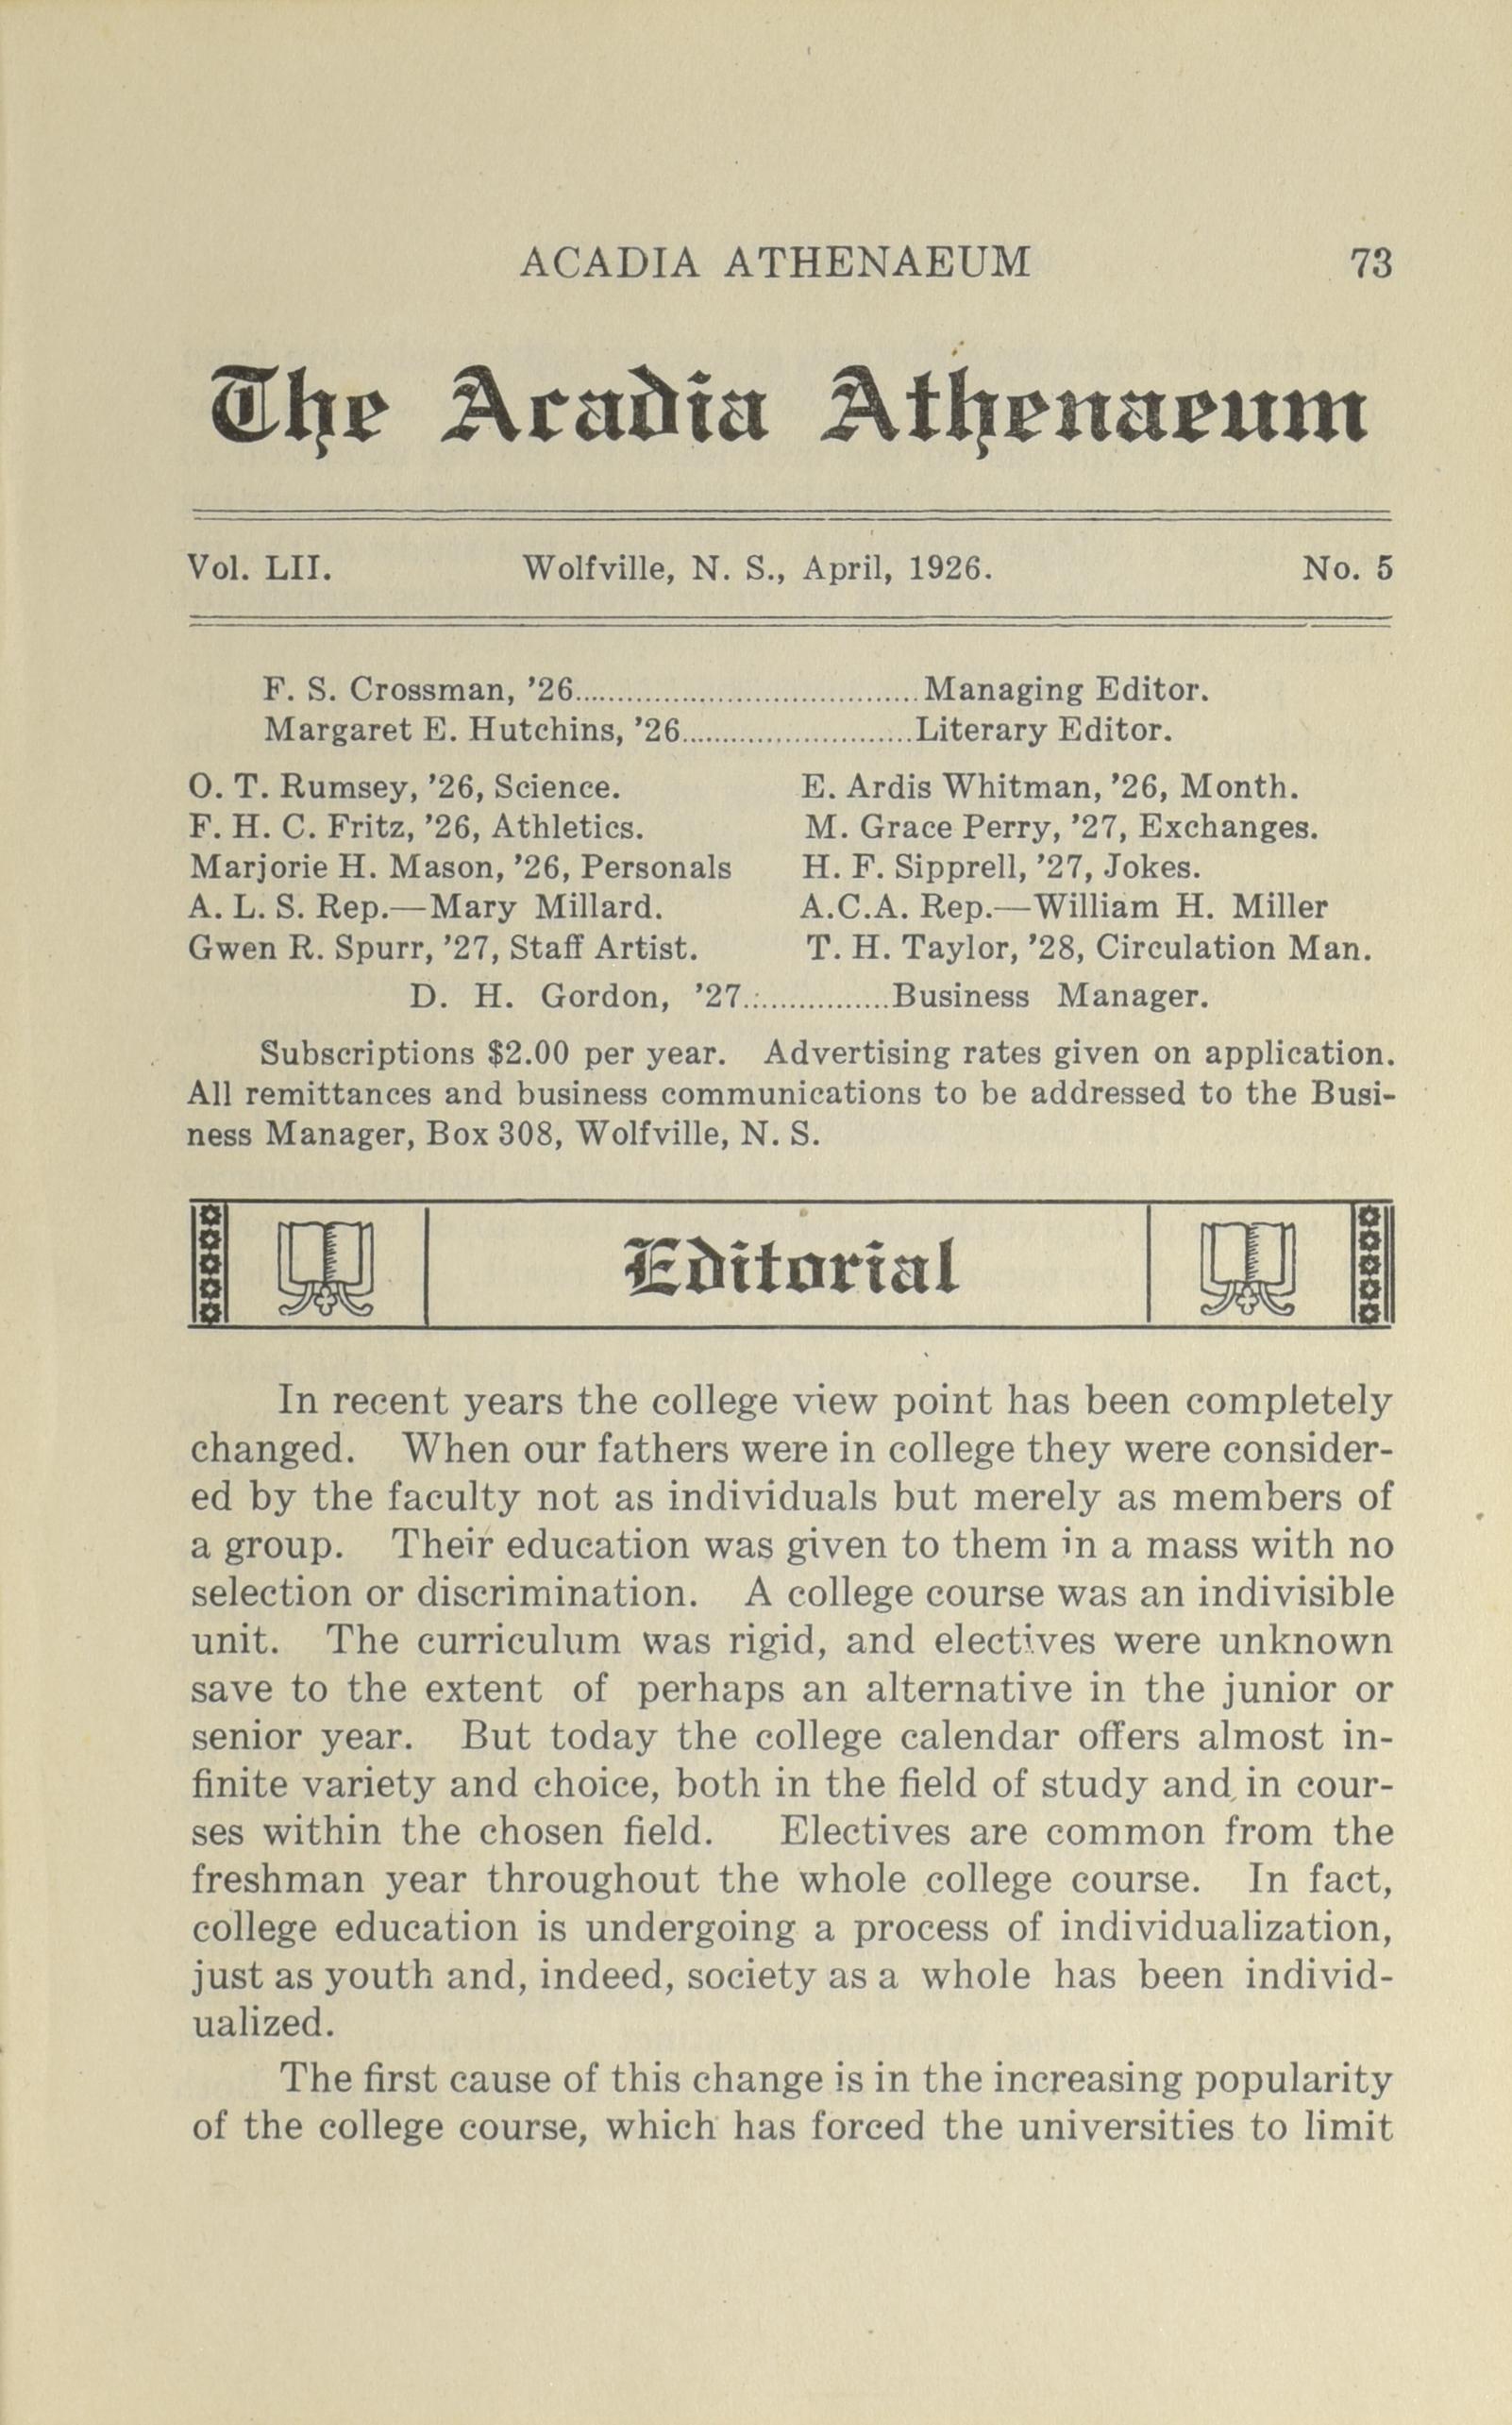 ACADIA ATHENAEUM 73
The Acadia Athenaeum
Vol. LII. Wolfville, N. S., April, 1926. No. 5
F. S. Crossman, ’26........................................Managing Editor.
Margaret E. Hutchins, ’26...........................Literary Editor.
O. T. Rumsey, ’26, Science. E. Ardis Whitman, ’26, Month.
F. H. C. Fritz, ’26, Athletics. M. Grace Perry, ’27, Exchanges.
Marjorie H. Mason, ’26, Personals H. F. Sipprell, ’27, Jokes.
A. L. S. Rep.—Mary Millard. A.C.A. Rep.—William H. Miller
Gwen R. Spurr, ’27, Staff Artist. T. H. Taylor, ’28, Circulation Man.
D. H. Gordon, ’27.................Business Manager.
Subscriptions $2.00 per year. Advertising rates given on application.
All remittances and business communications to be addressed to the Busi-
ness Manager, Box 308, Wolfville, N. S.
Editorial
In recent years the college view point has been completely
changed. When our fathers were in college they were consider-
ed by the faculty not as individuals but merely as members of
a group. Their education was given to them in a mass with no
selection or discrimination. A college course was an indivisible
unit. The curriculum was rigid, and electives were unknown
save to the extent of perhaps an alternative in the junior or
senior year. But today the college calendar offers almost in-
finite variety and choice, both in the field of study and in cour-
ses within the chosen field. Electives are common from the
freshman year throughout the whole college course. In fact,
college education is undergoing a process of individualization,
just as youth and, indeed, society as a whole has been individ-
ualized.
The first cause of this change is in the increasing popularity
of the college course, which has forced the universities to limit